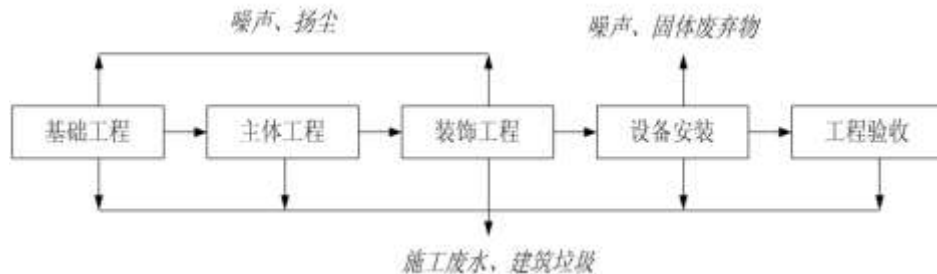 噪声、扬尘
噪声、固体废弃物
基础工程
主体工程
装饰工程
设备安装
工程验收
施工废水、建筑垃圾